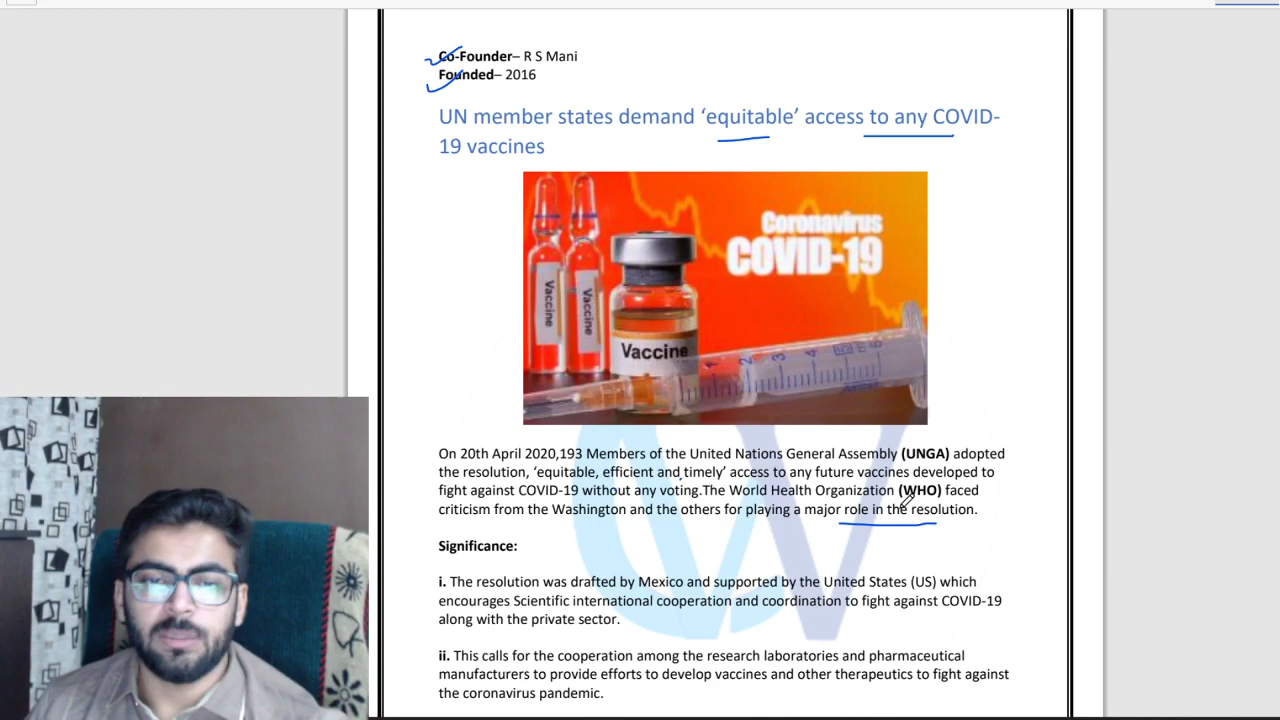 Co-Founder– R S Mani
Founded– 2016
UN member states demand ‘equitable’ access to any COVID-
19 vaccines
Coronavirus
COVID-19
Vaccine
Vaccine
Vaccine
1 2 3 4 5
On 20th April 2020,193 Members of the United Nations General Assembly (UNGA) adopted
the resolution, ‘equitable, efficient and timely’ access to any future vaccines developed to
fight against COVID-19 without any voting.The World Health Organization (WHO) faced
criticism from the Washington and the others for playing a major role in the resolution.
Significance:
i. The resolution was drafted by Mexico and supported by the United States (US) which
encourages Scientific international cooperation and coordination to fight against COVID-19
along with the private sector.
ii. This calls for the cooperation among the research laboratories and pharmaceutical
manufacturers to provide efforts to develop vaccines and other therapeutics to fight against
the coronavirus pandemic.